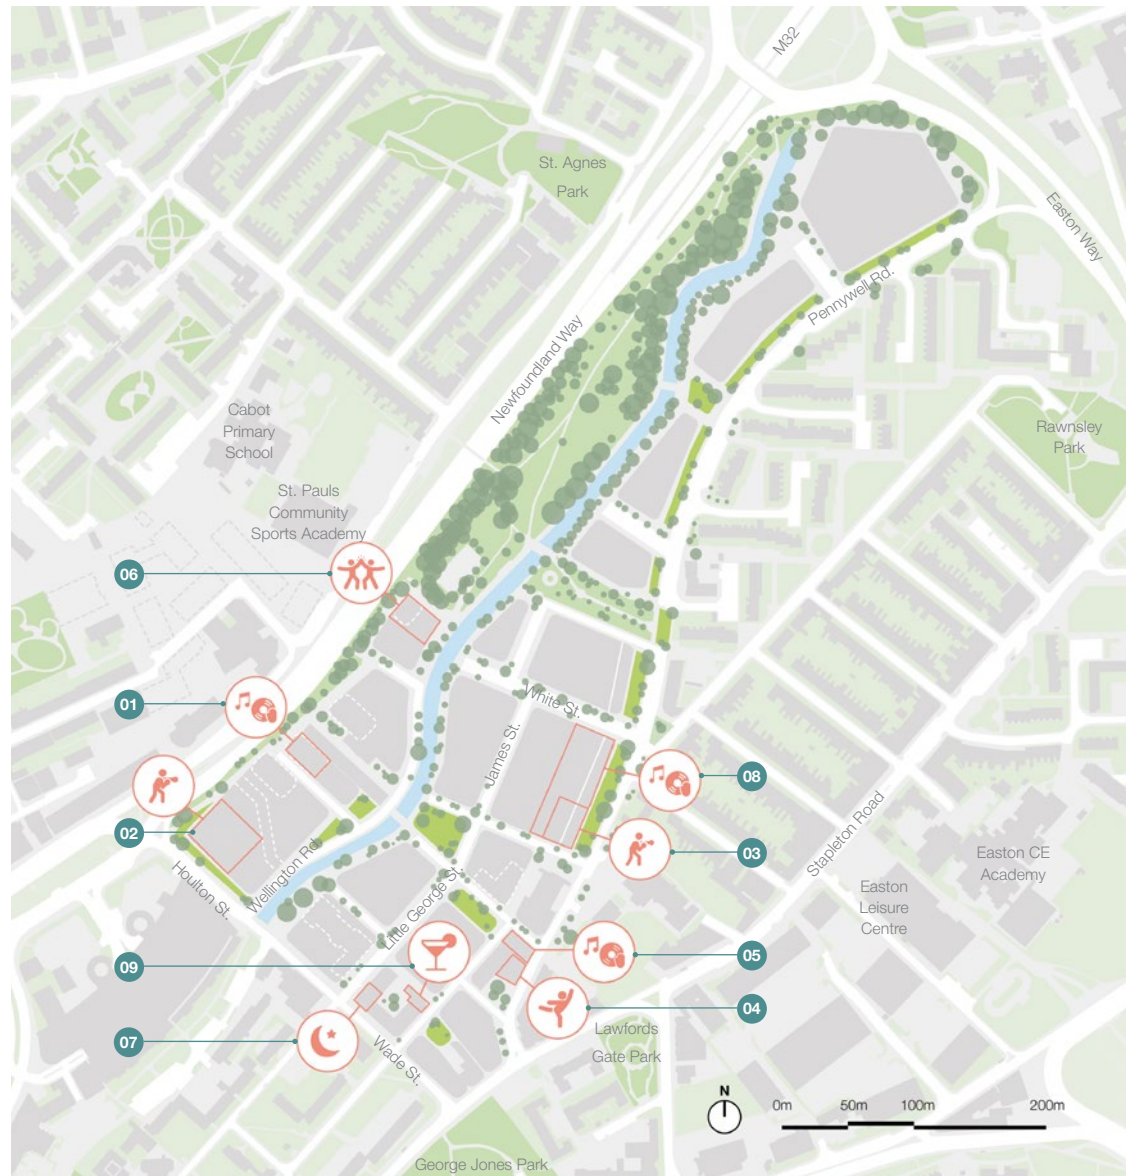 M32
St. Agnes
Park
Easton Way
Pennywell Rd.
Newfoundland Way
Cabot
Primary
School
Rawnsley
Park
St. Pauls
Community
Sports Academy
06
01
White St.
James St.
08
02
03
Stapleton Road
Houlton St.
Wellington Rd.
Little George St.
Easton CE
Academy
Easton
Leisure
Centre
09
05
04
07
Wade St.
Lawfords
Gate Park
N
0m
50m
100m
200m
George Jones Park